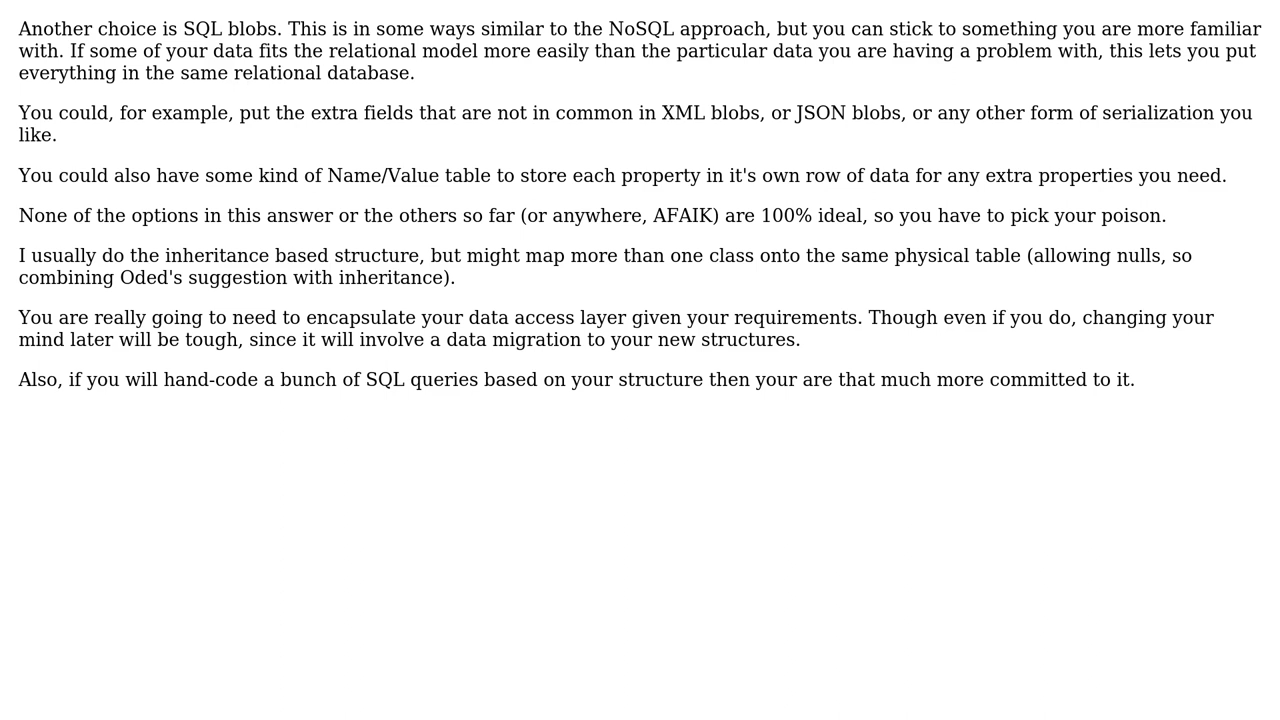 Another choice is SQL blobs. This is in some ways similar to the NoSQL approach, but you can stick to something you are more familiar
with. If some of your data fits the relational model more easily than the particular data you are having a problem with, this lets you put
everything in the same relational database.
You could, for example, put the extra fields that are not in common in XML blobs, or JSON blobs, or any other form of serialization you
like.
You could also have some kind of Name/Value table to store each property in it's own row of data for any extra properties you need.
None of the options in this answer or the others so far (or anywhere, AFAIK) are 100% ideal, so you have to pick your poison.
I usually do the inheritance based structure, but might map more than one class onto the same physical table (allowing nulls, so
combining Oded's suggestion with inheritance).
You are really going to need to encapsulate your data access layer given your requirements. Though even if you do, changing your
mind later will be tough, since it will involve a data migration to your new structures.
Also, if you will hand-code a bunch of SQL queries based on your structure then your are that much more committed to it.